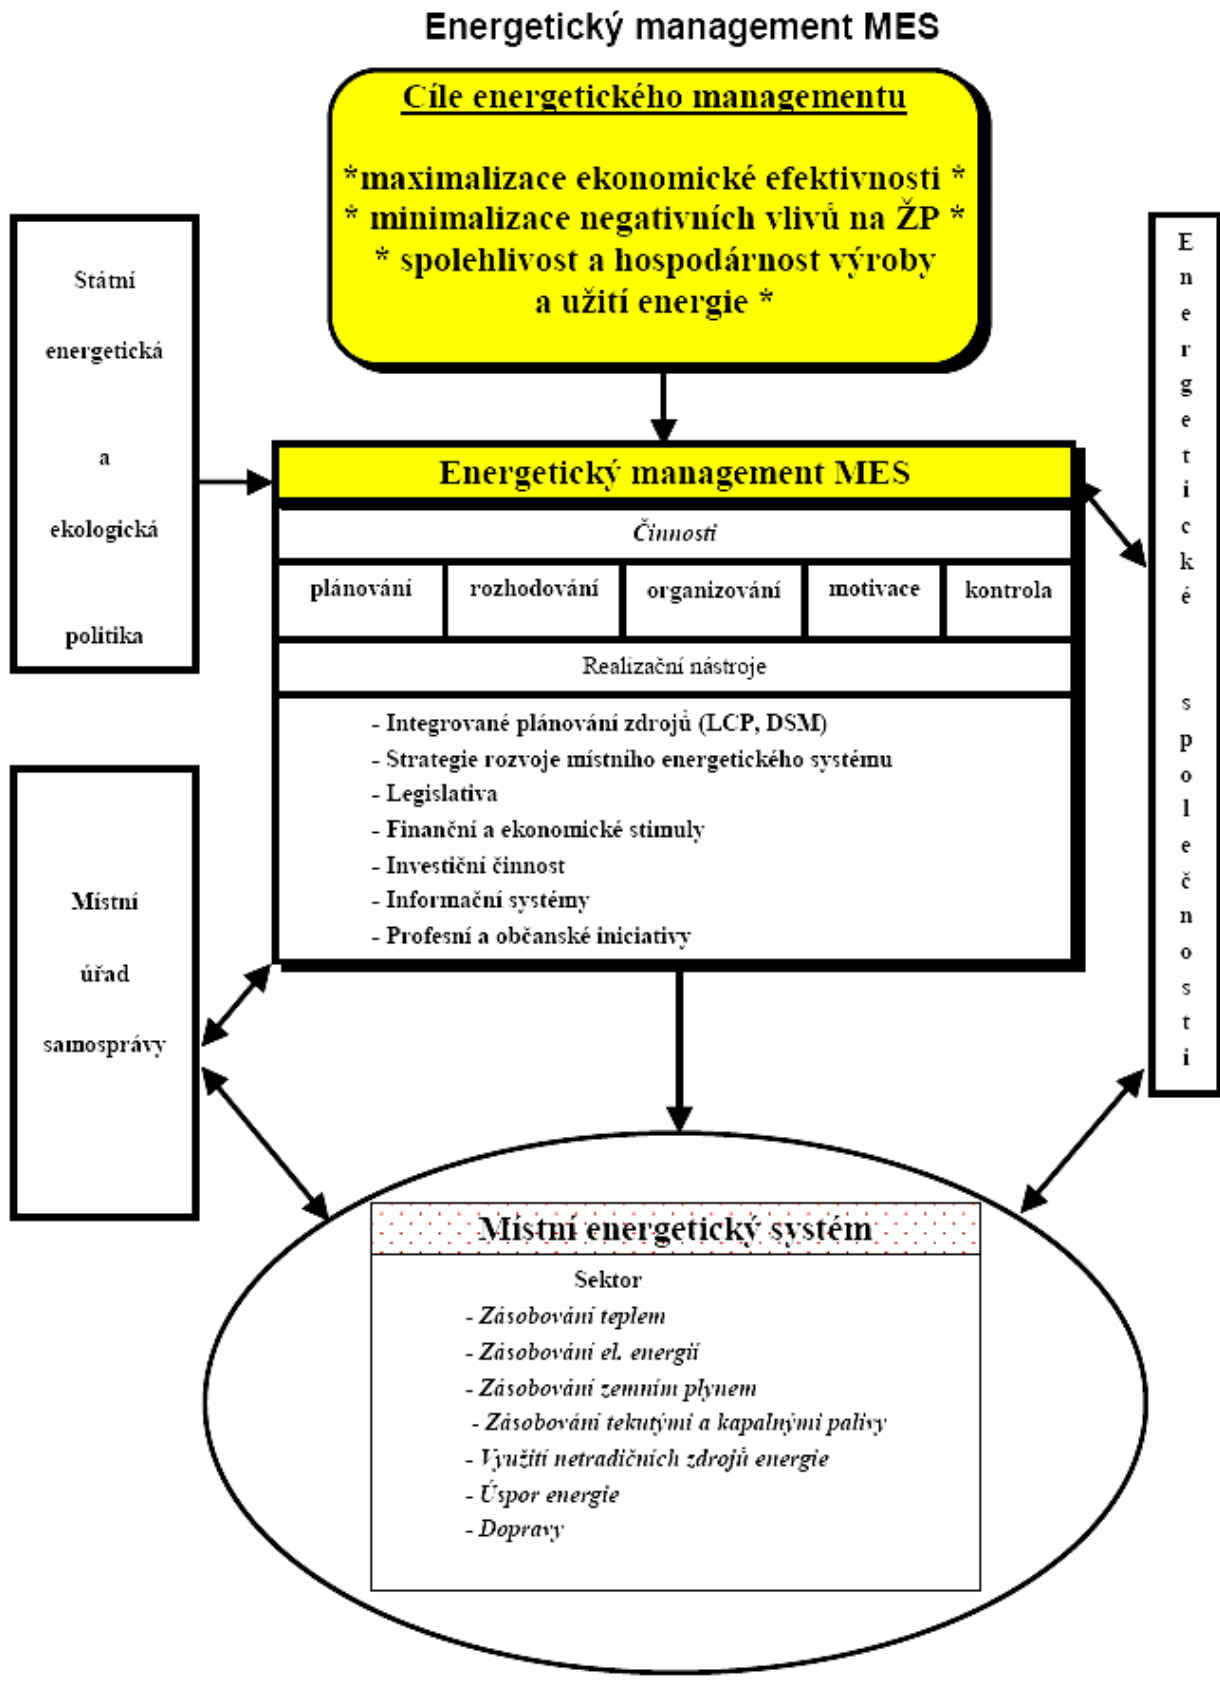 Energetický management MES
Cíle energetického managementu
*maximalizace ekonomické efektivnosti *
* minimalizace negativních vlivů na ŽP *
* spolehlivost a hospodárnost výroby
a užití energie *
Státní
energetická
a
ekologická
politika
Energetický management MES
Činnosti
plánování rozhodování organizování motivace kontrola
Realizační nástroje
- Integrované plánování zdrojů (LCP, DSM)
- Strategie rozvoje místního energetického systému
- Legislativa
- Finanční a ekonomické stimuly
- Investiční činnost
- Informační systémy
- Profesní a občanské iniciativy
Energetické společnosti
Místní
úřad
samosprávy
Místní energetický systém
Sektor
- Zásobování teplem
- Zásobování el. energií
- Zásobování zemním plynem
- Zásobování tekutými a kapalnými palivy
- Využití netradičních zdrojů energie
- Úspor energie
- Dopravy